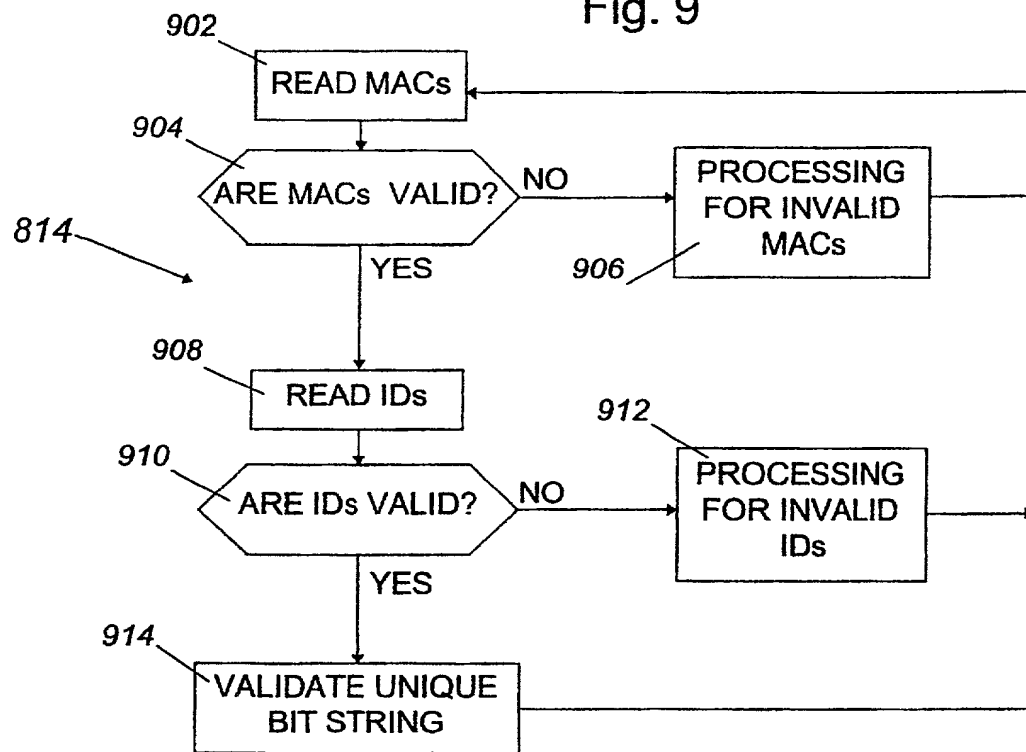 Fig. 9
902
READ MACs
904
ARE MACs VALID?
NO
PROCESSING
FOR INVALID
MACs
906
814
YES
908
READ IDs
910
ARE IDs VALID?
NO
912
PROCESSING
FOR INVALID
IDs
YES
914
VALIDATE UNIQUE
BIT STRING